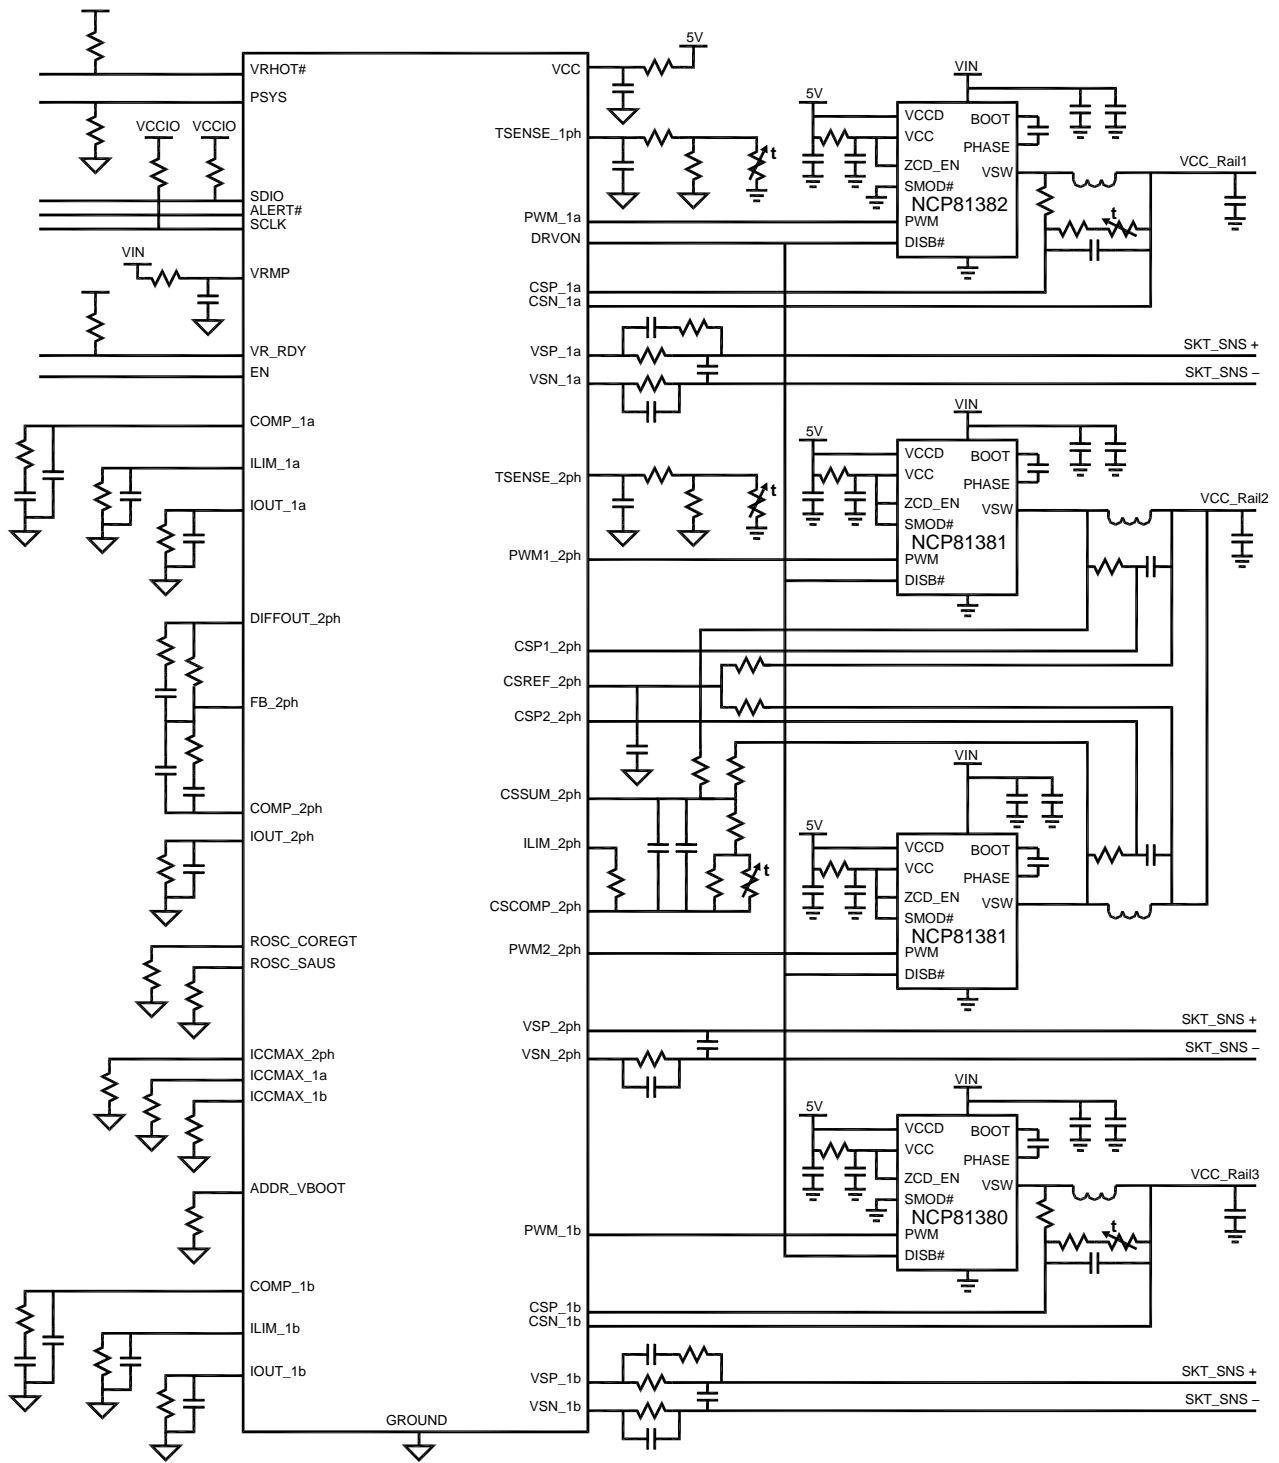 VRHOT#
PSYS
VCCIO
VCCIO
SDIO
ALERT#
SCLK
VIN
VRMP
VR_RDY
EN
COMP_1a
ILIM_1a
IOUT_1a
DIFFOUT_2ph
FB_2ph
COMP_2ph
IOUT_2ph
ROSC_COREGT
ROSC_SAUS
ICCMAX_2ph
ICCMAX_1a
ICCMAX_1b
ADDR_VBOOT
COMP_1b
ILIM_1b
IOUT_1b
GROUND
5V
VCC
TSENSE_1ph
t
PWM_1a
DRVON
CSP_1a
CSN_1a
VSP_1a
VSN_1a
TSENSE_2ph
t
PWM1_2ph
CSP1_2ph
CSREF_2ph
CSP2_2ph
CSSUM_2ph
ILIM_2ph
t
CSCOMP_2ph
PWM2_2ph
VSP_2ph
VSN_2ph
PWM_1b
CSP_1b
CSN_1b
VSP_1b
VSN_1b
VIN
5V
VCCD
BOOT
VCC
PHASE
ZCD_EN
VSW
SMOD#
NCP81382
PWM
DISB#
VCC_Rail1
t
SKT_SNS +
SKT_SNS –
VIN
5V
VCCD
BOOT
VCC
PHASE
ZCD_EN
VSW
SMOD#
NCP81381
PWM
DISB#
VCC_Rail2
VIN
5V
VCCD
BOOT
VCC
PHASE
ZCD_EN
VSW
SMOD#
NCP81381
PWM
DISB#
SKT_SNS +
SKT_SNS –
VIN
5V
VCCD
BOOT
VCC
PHASE
ZCD_EN
VSW
SMOD#
NCP81380
PWM
DISB#
VCC_Rail3
t
SKT_SNS +
SKT_SNS –